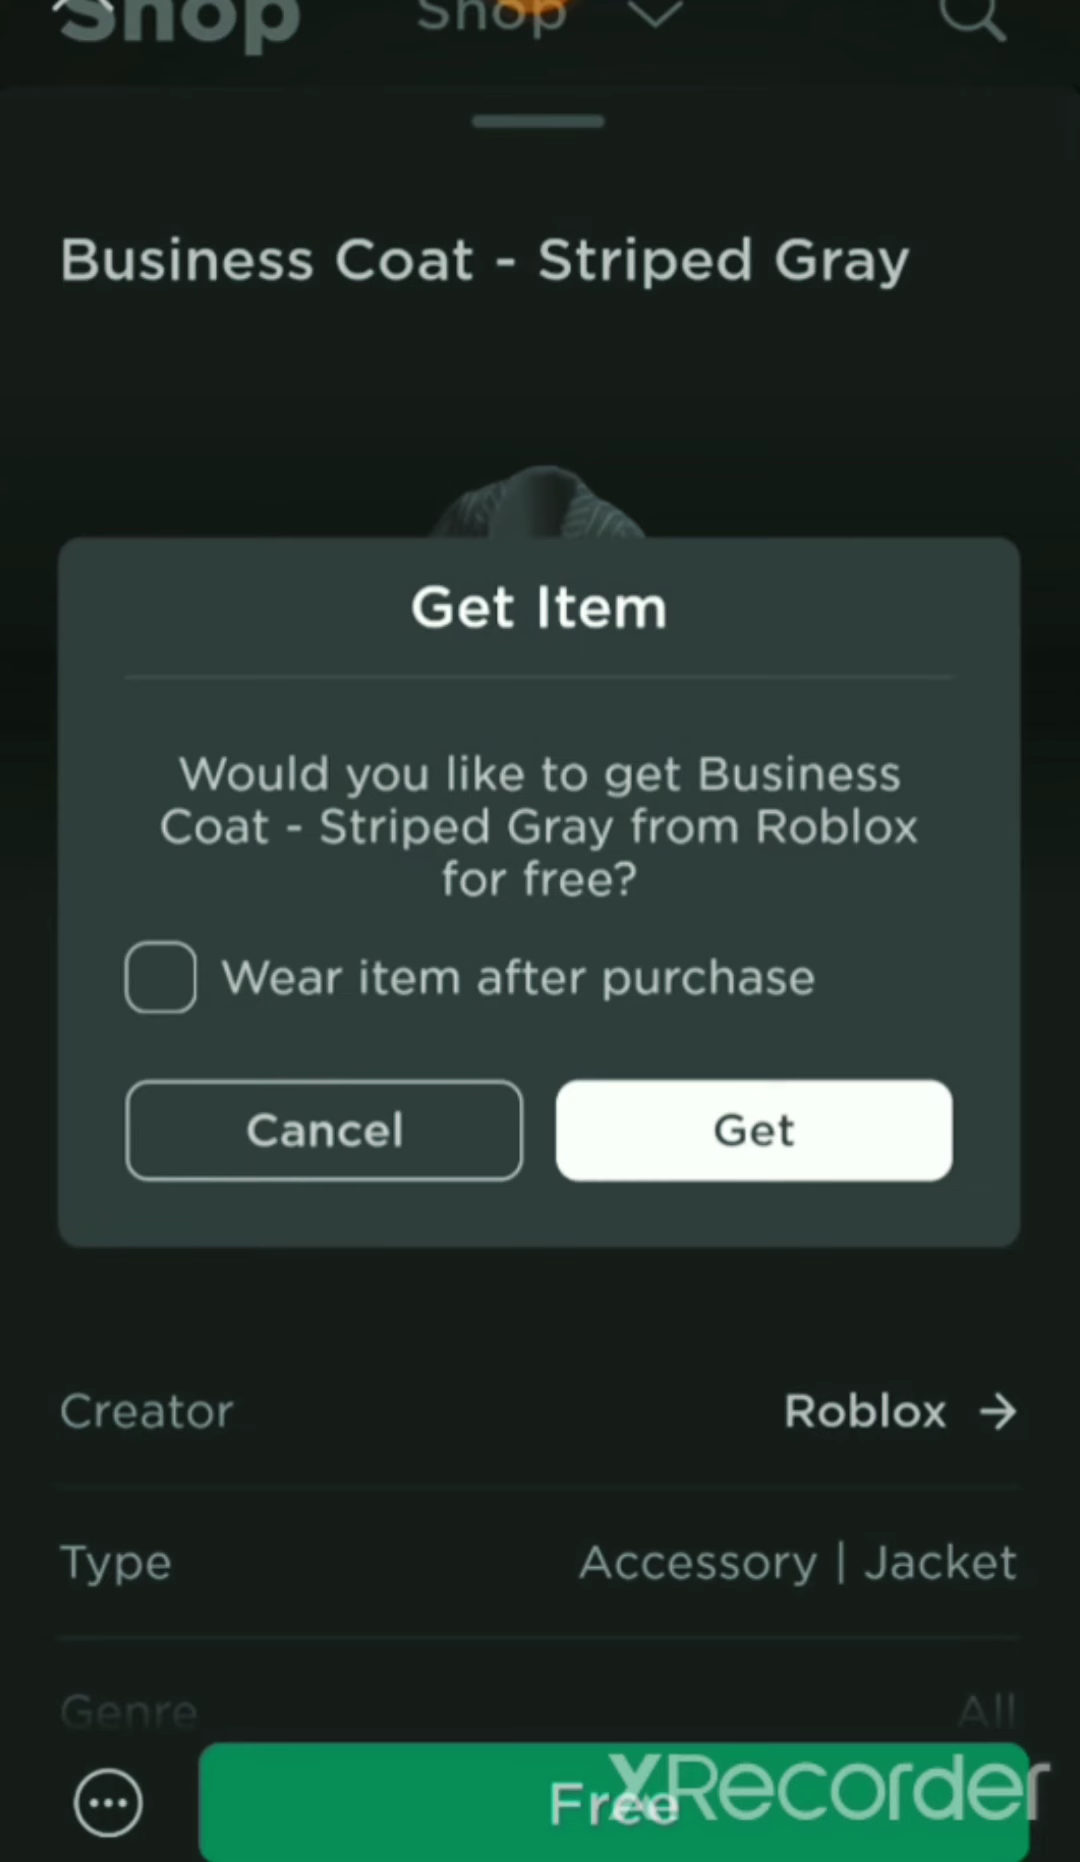 Shop
Shop
Business Coat - Striped Gray
Get Item
Would you like to get Business
Coat - Striped Gray from Roblox
for free?
Wear item after purchase
Cancel
Get
Creator
Roblox
Type
Accessory | Jacket
Genre
All
Free
XRecorder